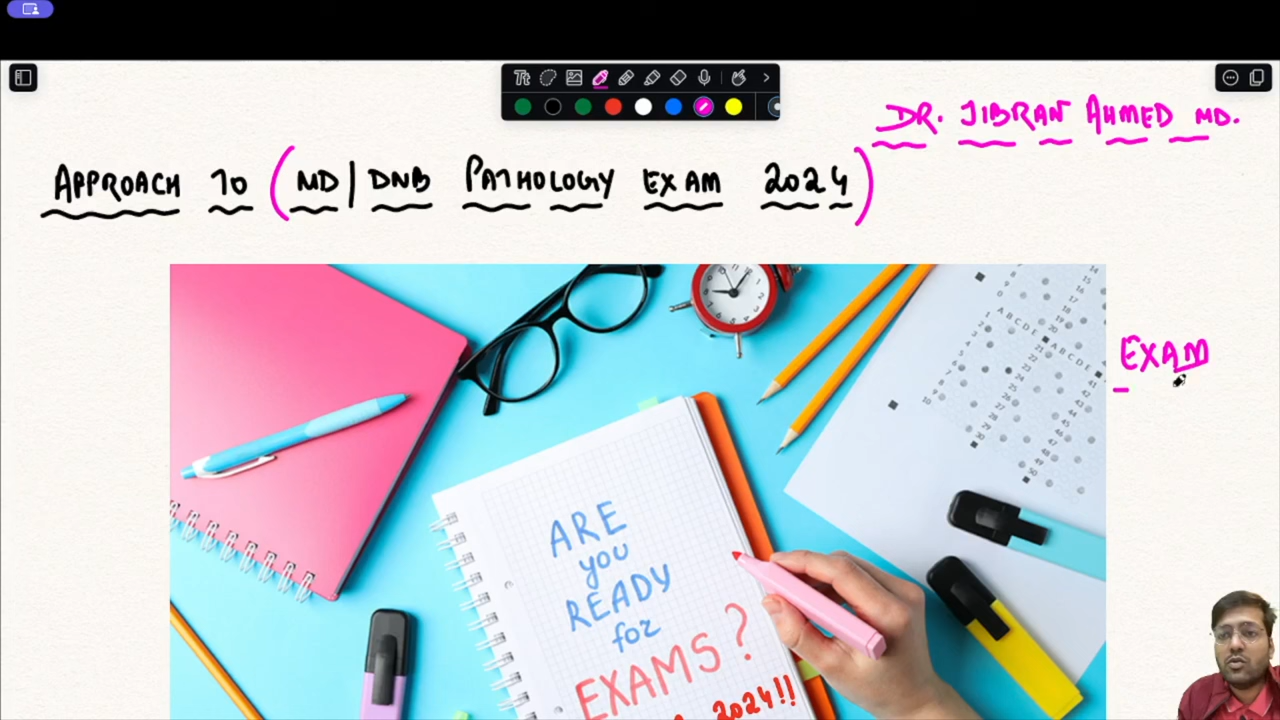 DR. JIBRAN AHMED MD.
APPROACH TO (MD|DNB PATHOLOGY EXAM 2024)
EXAM
ARE
you
READY
for
EXAMS?
2024!!